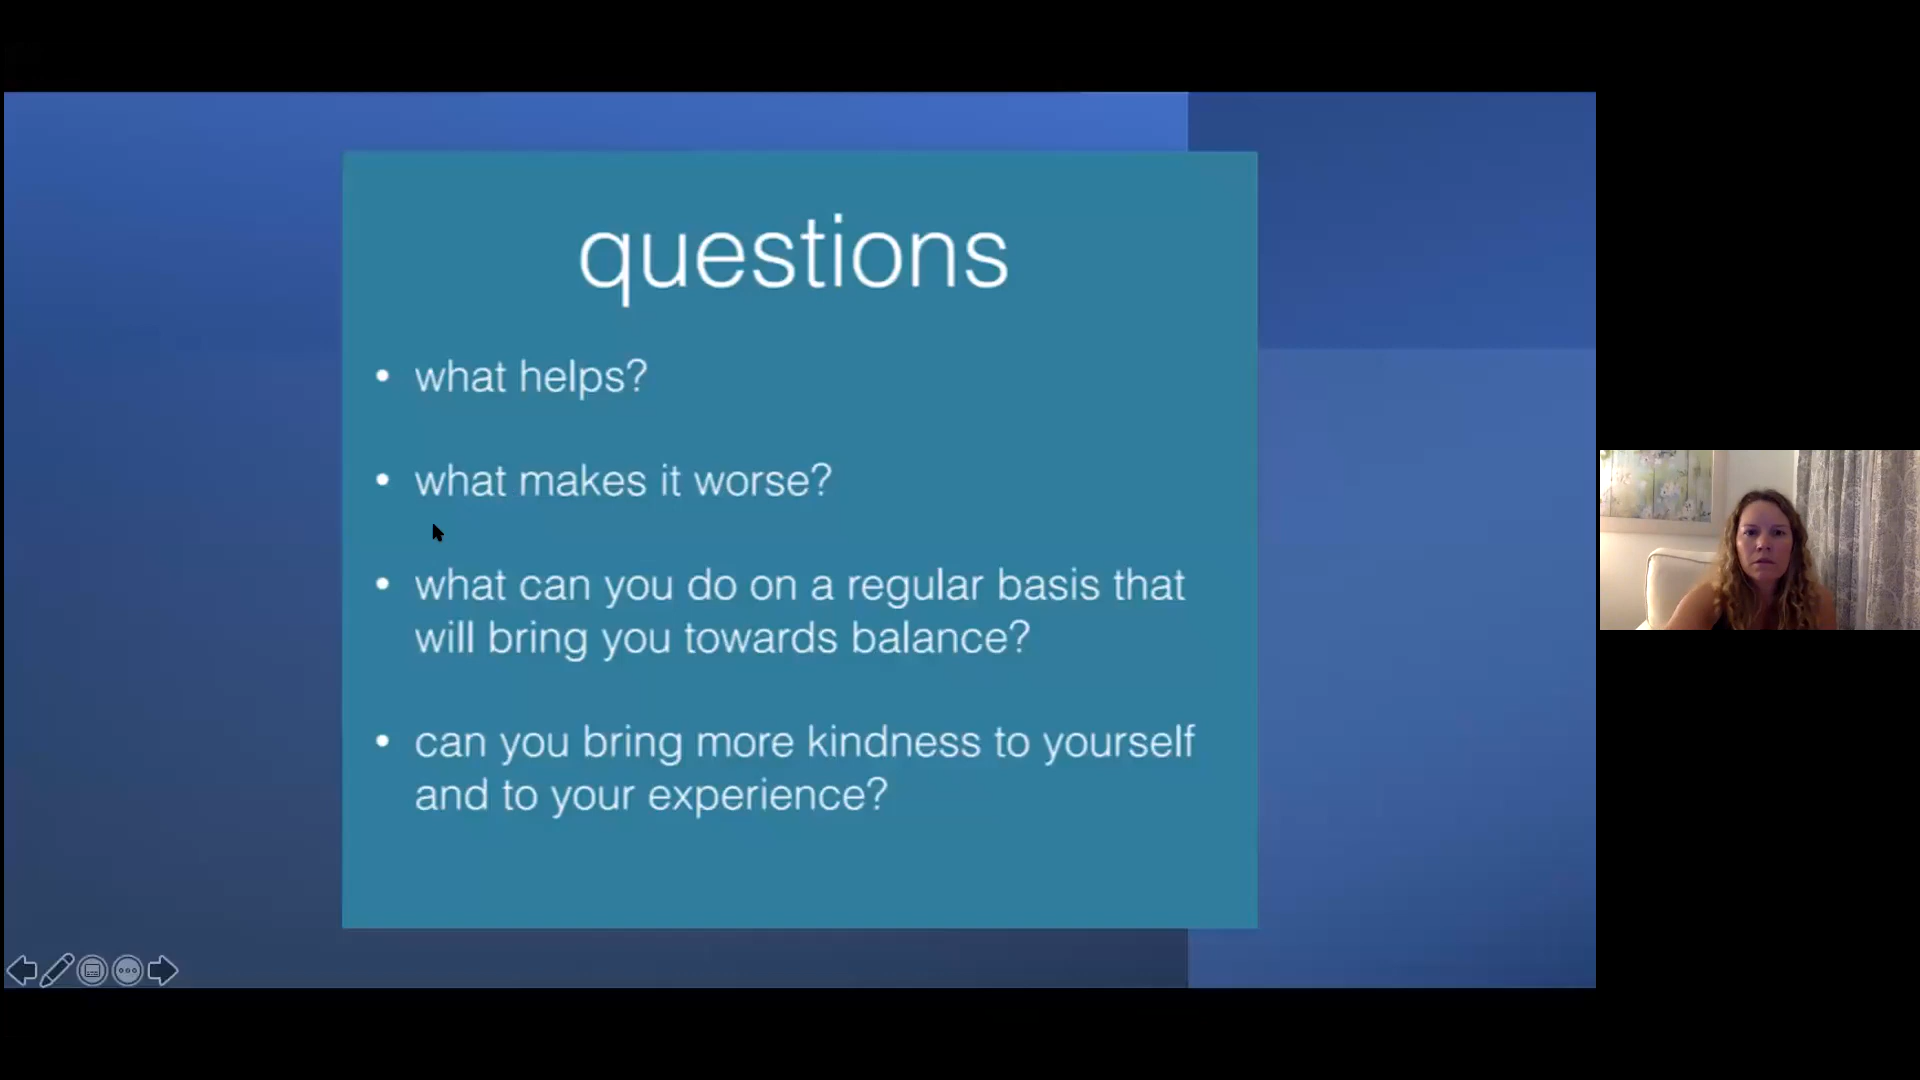 questions
• what helps?
• what makes it worse?
• what can you do on a regular basis that
will bring you towards balance?
• can you bring more kindness to yourself
and to your experience?